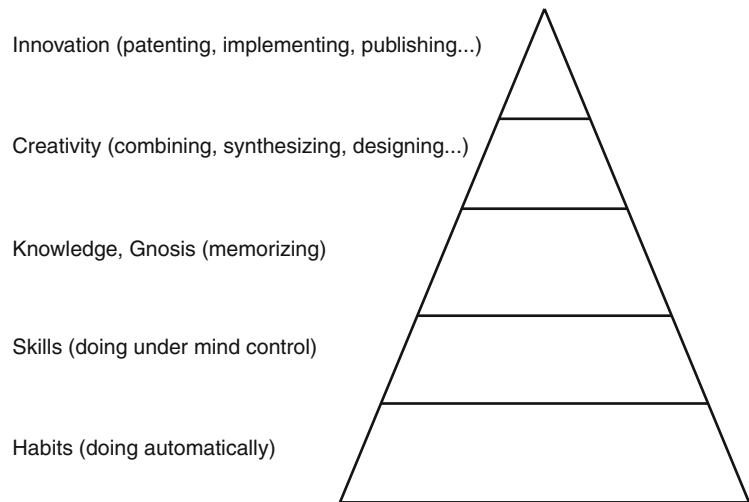 Innovation (patenting, implementing, publishing...)
Creativity (combining, synthesizing, designing...)
Knowledge, Gnosis (memorizing)
Skills (doing under mind control)
Habits (doing automatically)